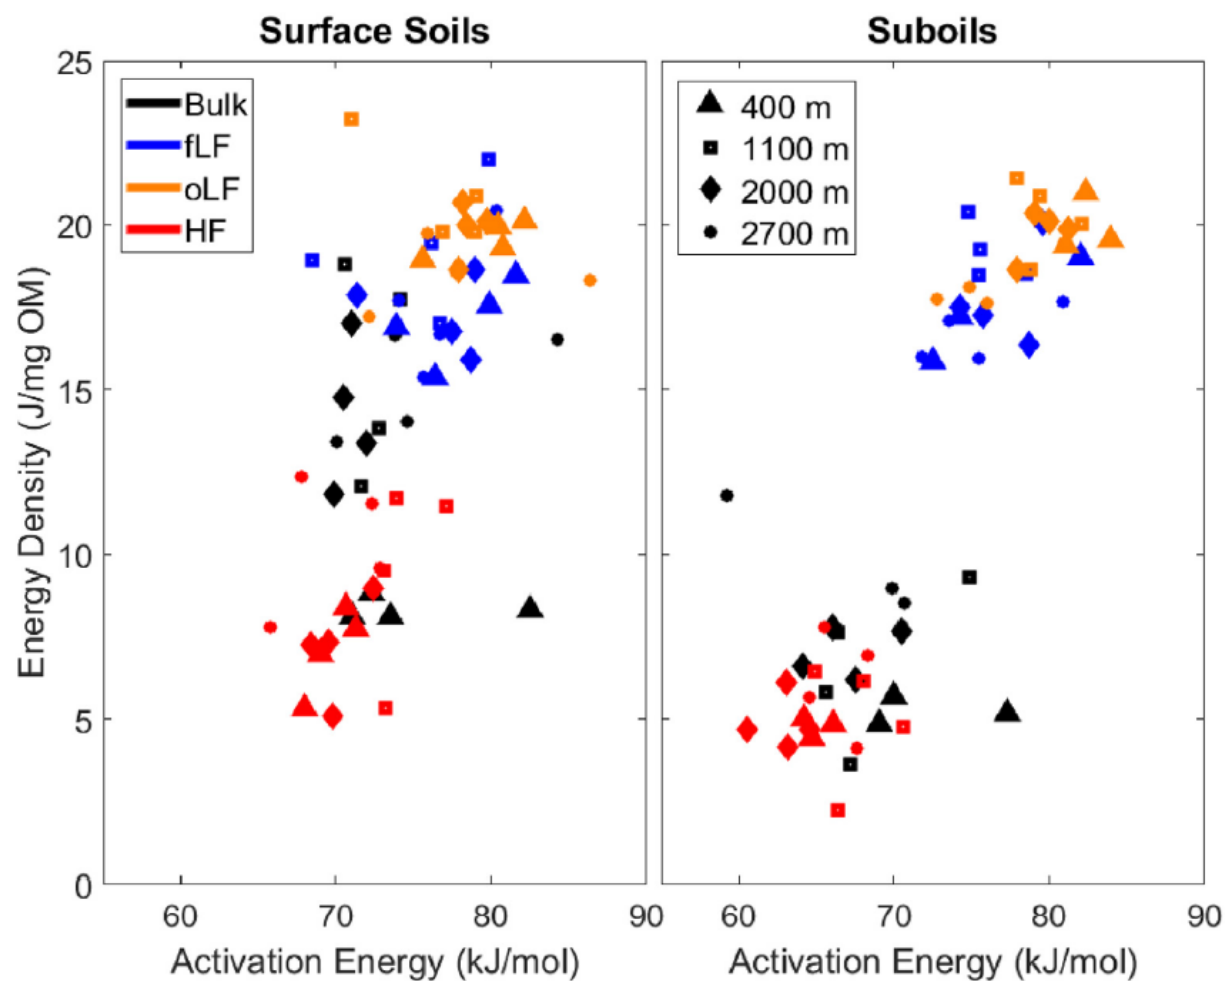 Surface Soils
Suboils
Energy Density (J/mg OM)
25
20
15
10
5
0
Bulk
fLF
oLF
HF
400 m
1100 m
2000 m
2700 m
60 70 80 90
60 70 80 90
Activation Energy (kJ/mol)
Activation Energy (kJ/mol)